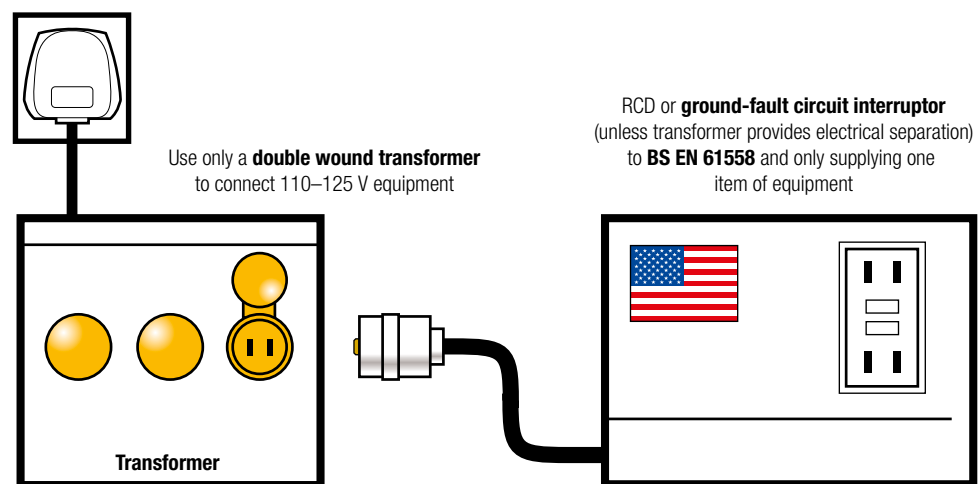 RCD or ground-fault circuit interruptor
(unless transformer provides electrical separation)
to BS EN 61558 and only supplying one
item of equipment
Use only a double wound transformer
to connect 110–125 V equipment
Transformer